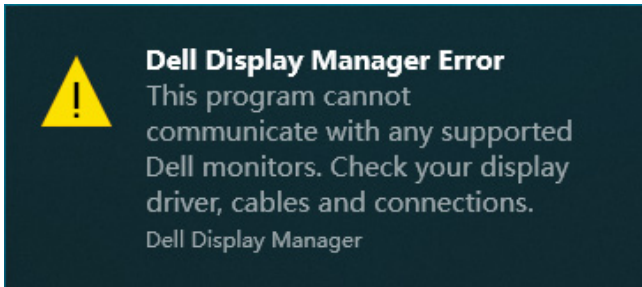 Dell Display Manager Error
This program cannot
communicate with any supported
Dell monitors. Check your display
driver, cables and connections.
Dell Display Manager